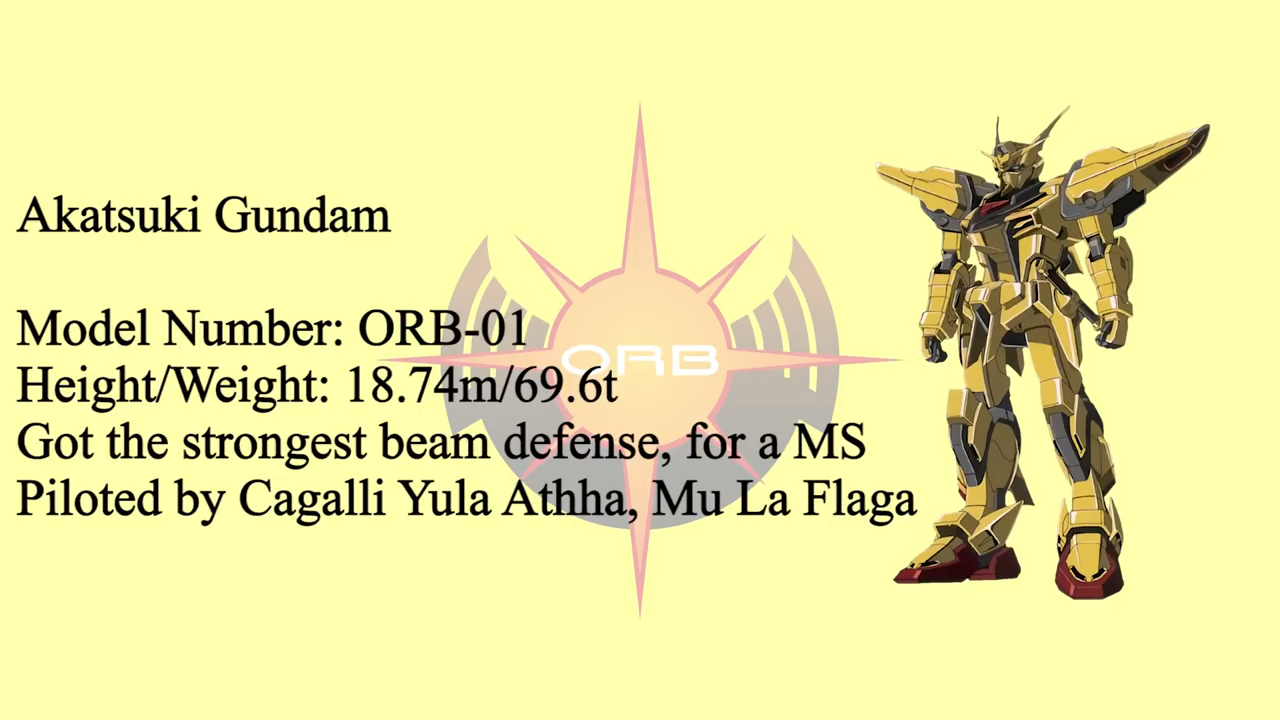 Akatsuki Gundam
Model Number: ORB-01
Height/Weight: 18.74m/69.6t
Got the strongest beam defense, for a MS
Piloted by Cagalli Yula Athha, Mu La Flaga
ORB